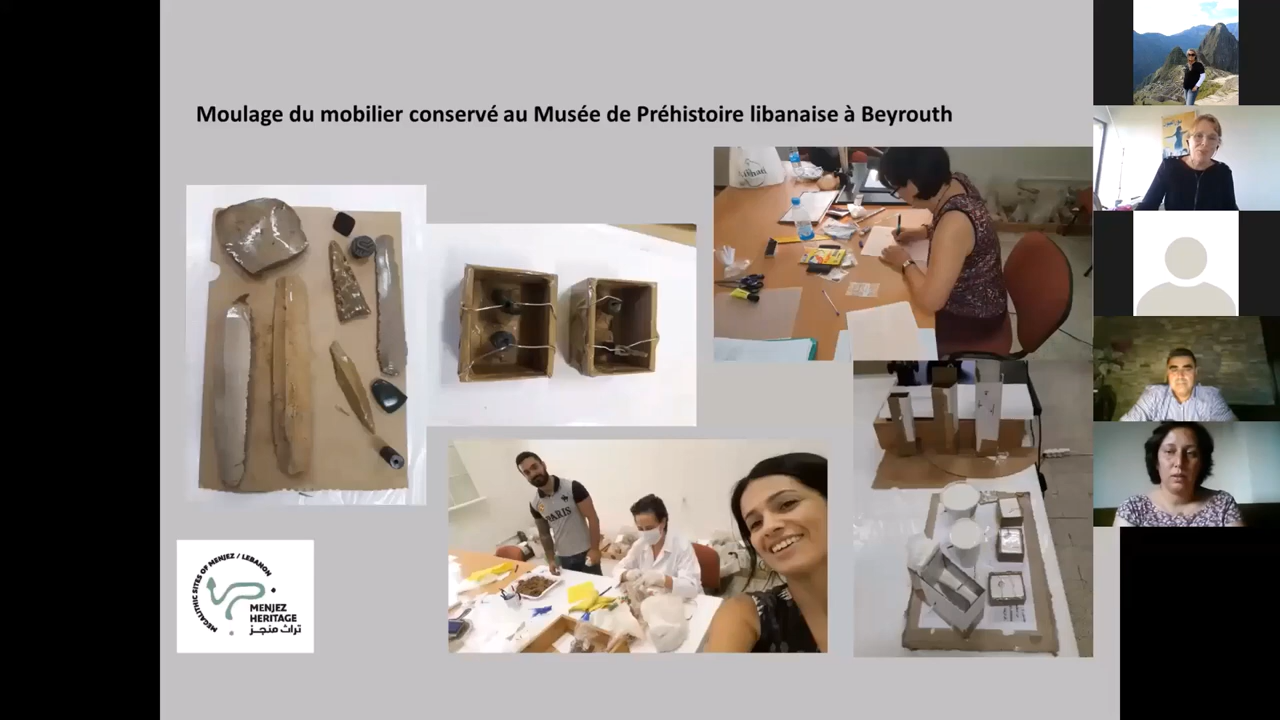 Moulage du mobilier conservé au Musée de Préhistoire libanaise à Beyrouth
PARIS
MEGALITHIC SITES OF MENJEZ / LEBANON
MENJEZ
HERITAGE
تراث منجز